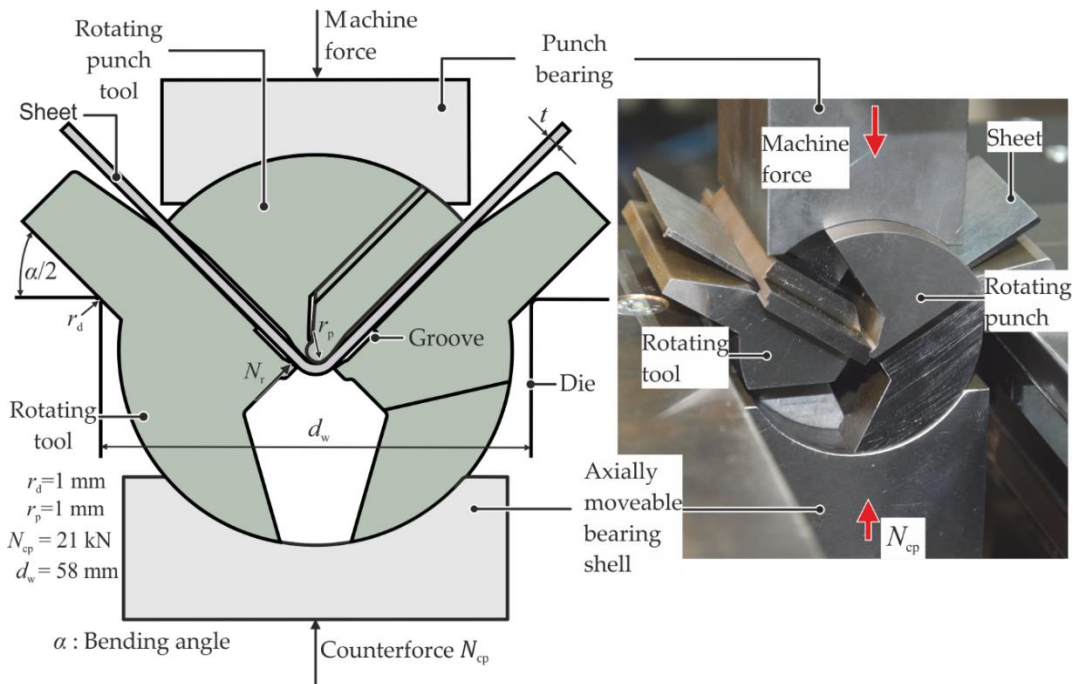 Rotating
punch
tool
Machine
force
Punch
bearing
Sheet
t
α/2
r_d
r_p
Groove
N_r
Die
d_w
Rotating
tool
r_d=1 mm
r_p=1 mm
N_cp = 21 kN
d_w= 58 mm
α : Bending angle
Counterforce N_cp
Axially
moveable
bearing
shell
Machine
force
Sheet
Rotating
punch
Rotating
tool
N_cp